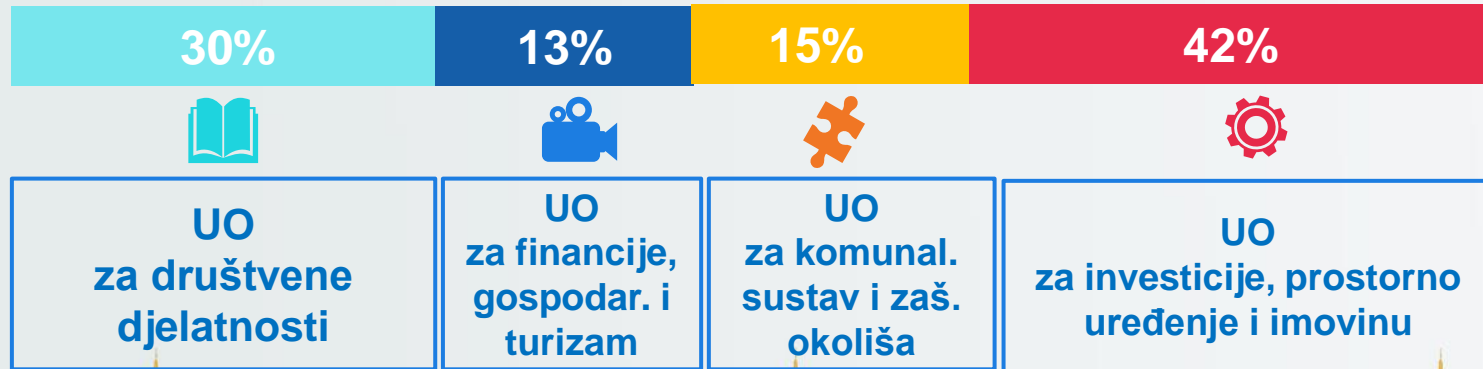 30%
13%
15%
42%
UO
za društvene
djelatnosti
UO
za financije,
gospodar. i
turizam
UO
za komunal.
sustav i zaš.
okoliša
UO
za investicije, prostorno
uređenje i imovinu